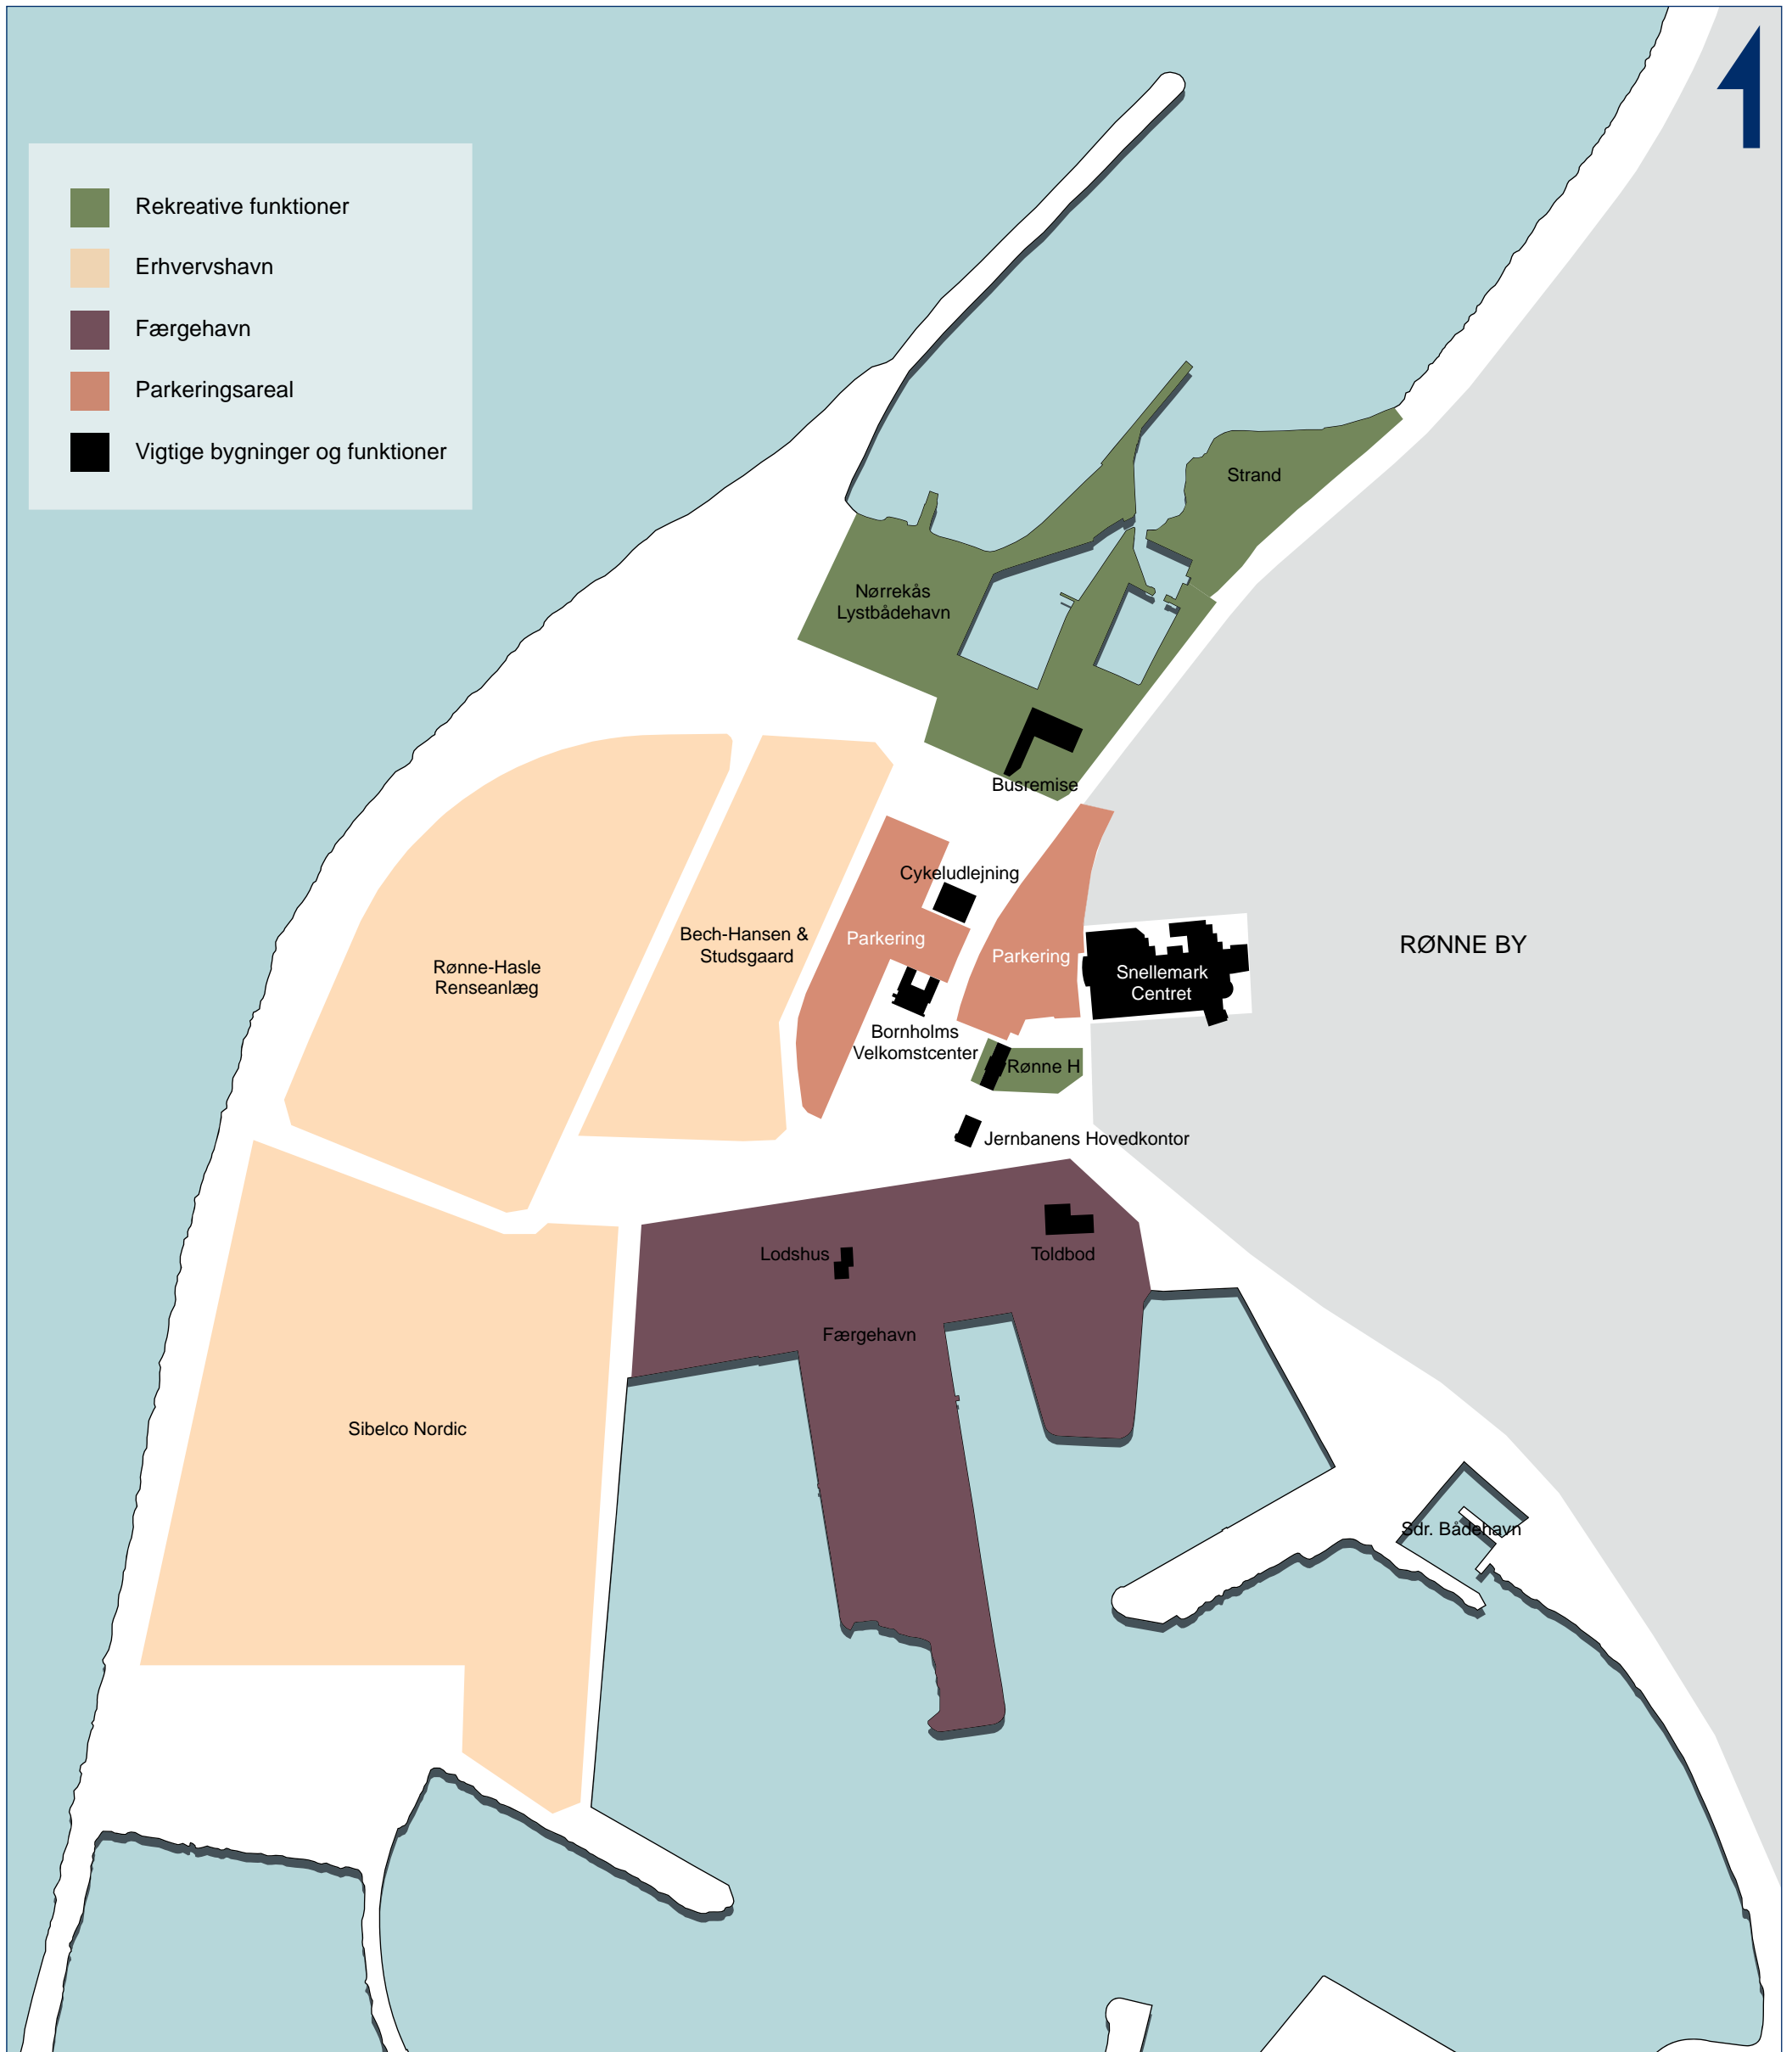 Rekreative funktioner
Erhvervshavn
Færgehavn
Parkeringsareal
Vigtige bygninger og funktioner
Strand
Nørrekås
Lystbådehavn
Busremise
Cykeludlejning
Bech-Hansen &
Studsgaard
Parkering
Parkering
RØNNE BY
Rønne-Hasle
Renseanlæg
Snellemark
Centret
Bornholms
Velkomstcenter
Rønne H
Jernbanens Hovedkontor
Lodshus
Toldbod
Færgehavn
Sibelco Nordic
Sdr. Bådehavn